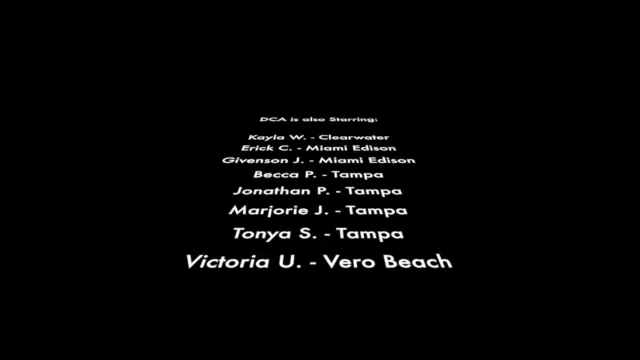 DCA is also Starring:
Kayla W. - Clearwater
Erick C. - Miami Edison
Givenson J. - Miami Edison
Becca P. - Tampa
Jonathan P. - Tampa
Marjorie J. - Tampa
Tonya S. - Tampa
Victoria U. - Vero Beach